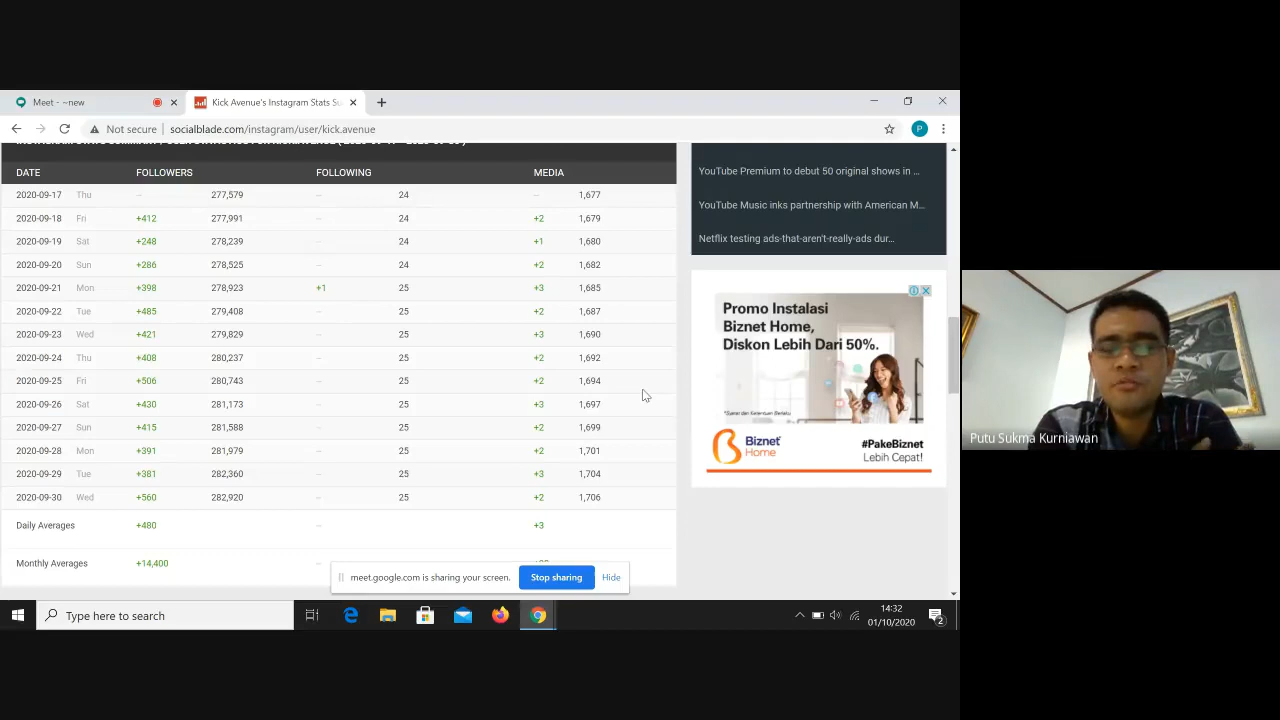 Meet - ~new
Kick Avenue's Instagram Stats Su
Not secure | socialblade.com/instagram/user/kick.avenue
DATE FOLLOWERS FOLLOWING MEDIA
2020-09-17 Thu -- 277,579 -- 24 -- 1,677
2020-09-18 Fri +412 277,991 -- 24 +2 1,679
2020-09-19 Sat +248 278,239 -- 24 +1 1,680
2020-09-20 Sun +286 278,525 -- 24 +2 1,682
2020-09-21 Mon +398 278,923 +1 25 +3 1,685
2020-09-22 Tue +485 279,408 -- 25 +2 1,687
2020-09-23 Wed +421 279,829 -- 25 +3 1,690
2020-09-24 Thu +408 280,237 -- 25 +2 1,692
2020-09-25 Fri +506 280,743 -- 25 +2 1,694
2020-09-26 Sat +430 281,173 -- 25 +3 1,697
2020-09-27 Sun +415 281,588 -- 25 +2 1,699
2020-09-28 Mon +391 281,979 -- 25 +2 1,701
2020-09-29 Tue +381 282,360 -- 25 +3 1,704
2020-09-30 Wed +560 282,920 -- 25 +2 1,706
Daily Averages +480 -- +3
Monthly Averages +14,400 --
YouTube Premium to debut 50 original shows in ...
YouTube Music inks partnership with American M...
Netflix testing ads-that-aren't-really-ads dur...
Promo Instalasi
Biznet Home,
Diskon Lebih Dari 50%.
Biznet
Home
#PakeBiznet
Lebih Cepat!
meet.google.com is sharing your screen.
Stop sharing
Hide
Type here to search
14:32
01/10/2020
2
P
Putu Sukma Kurniawan